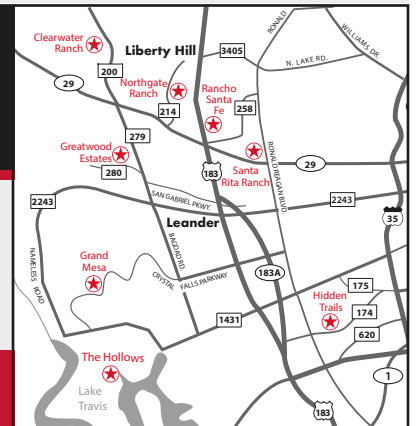 RONALD
WILLIAMS DR.
Clearwater
Ranch
Liberty Hill
3405
N. LAKE RD.
200
29
Northgate
Ranch
Rancho
Santa
Fe
258
214
279
Greatwood
Estates
280
183
Santa
Rita Ranch
29
RONALD REAGAN BLVD.
2243
SAN GABRIEL PKWY.
2243
35
Leander
NAMELESS ROAD
BAGDAD RD.
Grand
Mesa
CRYSTAL FALLS PARKWAY
183A
175
Hidden
Trails
174
1431
620
The Hollows
Lake
Travis
1
183